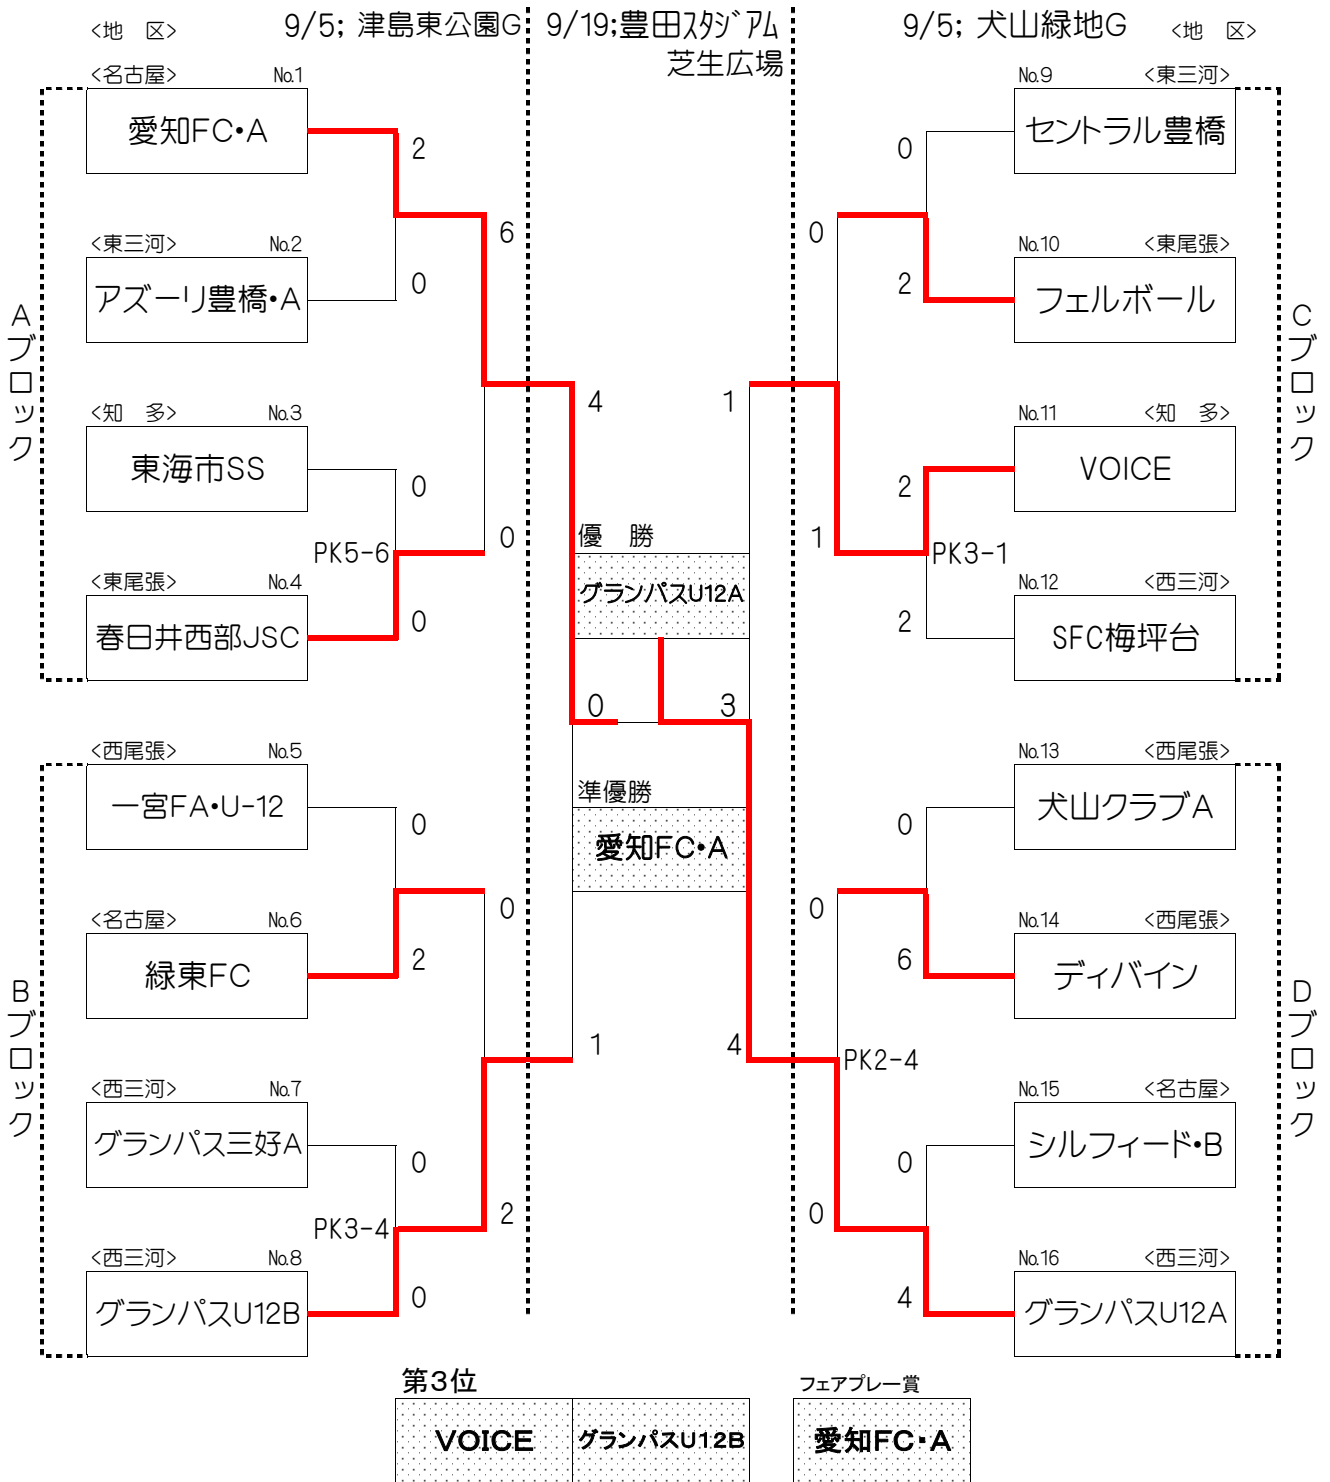 <地　区>
9/5; 津島東公園G
9/19;豊田ｽﾀｼﾞｱﾑ
芝生広場
9/5; 犬山緑地G
<地　区>
Aブロック
<名古屋> No.1
愛知FC・A
2
6
<東三河> No.2
アズーリ豊橋・A
0
<知　多> No.3
東海市SS
0
0
PK5-6
<東尾張> No.4
春日井西部JSC
0
Bブロック
<西尾張> No.5
一宮FA・U-12
0
0
<名古屋> No.6
緑東FC
2
<西三河> No.7
グランパス三好A
0
2
PK3-4
<西三河> No.8
グランパスU12B
0
4
1
優　勝
グランパスU12A
0
3
準優勝
愛知FC・A
1
4
Cブロック
No.9 <東三河>
セントラル豊橋
0
0
No.10 <東尾張>
フェルボール
2
No.11 <知　多>
VOICE
2
1
PK3-1
No.12 <西三河>
SFC梅坪台
2
Dブロック
No.13 <西尾張>
犬山クラブA
0
0
No.14 <西尾張>
ディバイン
6
PK2-4
No.15 <名古屋>
シルフィード・B
0
0
No.16 <西三河>
グランパスU12A
4
第3位
VOICE
グランパスU12B
フェアプレー賞
愛知FC・A